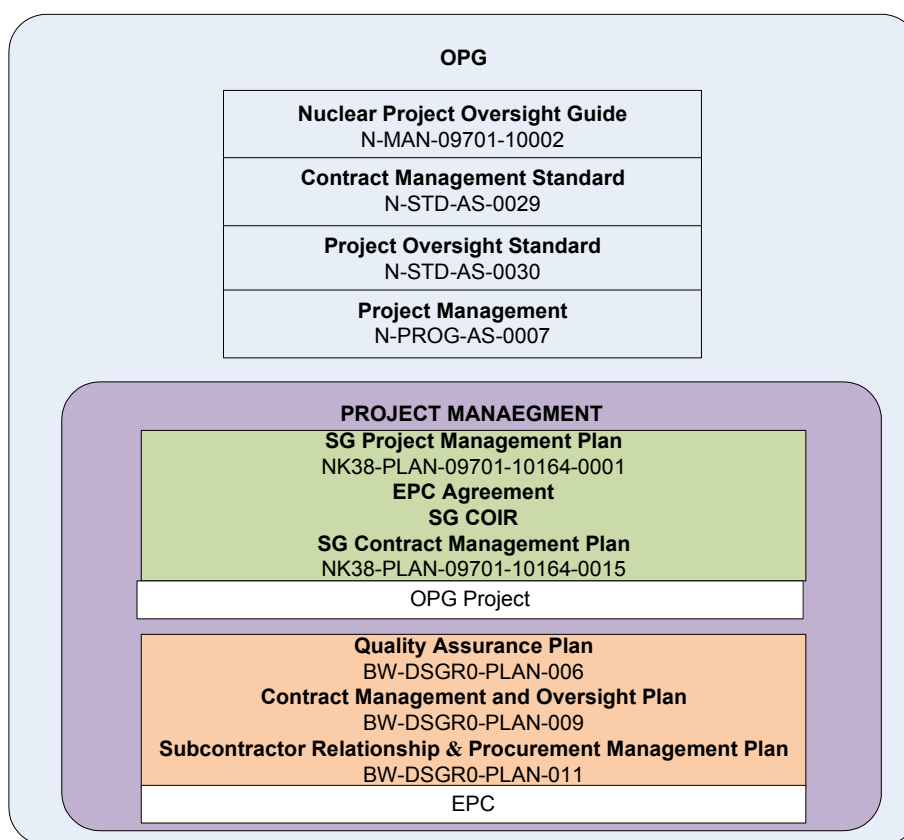 OPG
Nuclear Project Oversight Guide
N-MAN-09701-10002
Contract Management Standard
N-STD-AS-0029
Project Oversight Standard
N-STD-AS-0030
Project Management
N-PROG-AS-0007
PROJECT MANAEGMENT
SG Project Management Plan
NK38-PLAN-09701-10164-0001
EPC Agreement
SG COIR
SG Contract Management Plan
NK38-PLAN-09701-10164-0015
OPG Project
Quality Assurance Plan
BW-DSGR0-PLAN-006
Contract Management and Oversight Plan
BW-DSGR0-PLAN-009
Subcontractor Relationship & Procurement Management Plan
BW-DSGR0-PLAN-011
EPC